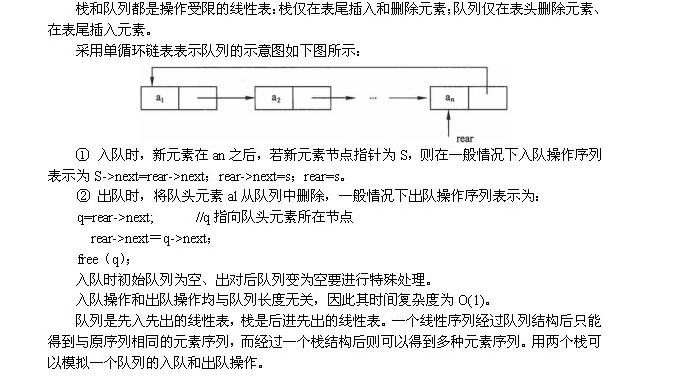 栈和队列都是操作受限的线性表:栈仅在表尾插入和删除元素;队列仅在表头删除元素、
在表尾插入元素。
采用单循环链表表示队列的示意图如下图所示:
a1 a2 … an
rear
① 入队时，新元素在 an 之后，若新元素节点指针为 S，则在一般情况下入队操作序列
表示为 S->next=rear->next；rear->next=s；rear=s。
② 出队时，将队头元素 al 从队列中删除，一般情况下出队操作序列表示为:
q=rear->next; //q 指向队头元素所在节点
rear->next＝q->next；
free（q）；
入队时初始队列为空、出对后队列变为空要进行特殊处理。
入队操作和出队操作均与队列长度无关，因此其时间复杂度为 O(1)。
队列是先入先出的线性表，栈是后进先出的线性表。一个线性序列经过队列结构后只能
得到与原序列相同的元素序列，而经过一个栈结构后则可以得到多种元素序列。用两个栈可
以模拟一个队列的入队和出队操作。